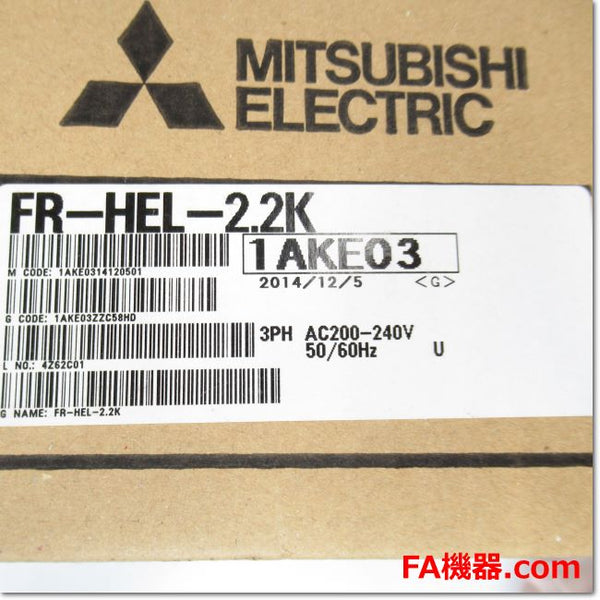 MITSUBISHI
ELECTRIC
FR-HEL-2.2K
1AKE03
M CODE: 1AKE0314120501
2014/12/5 <G>
G CODE: 1AKE03ZZC58HD
3PH AC200-240V
50/60Hz U
L NO.: 4Z62C01
G NAME: FR-HEL-2.2K
FA機器.com